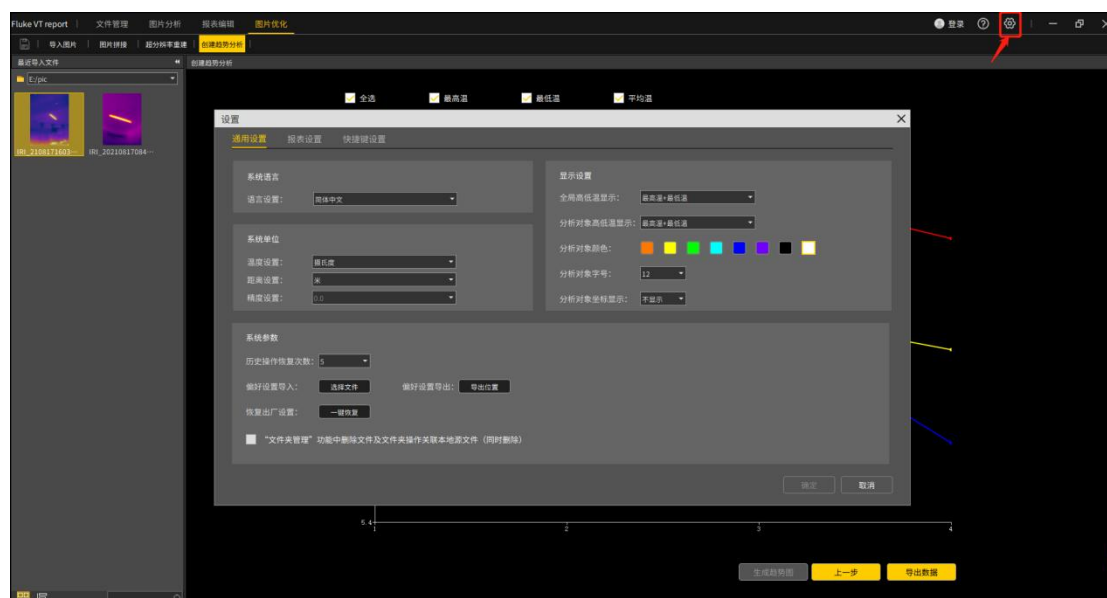 Fluke VT report 文件管理 图片分析 报表编辑 图片优化 登录
导入图片 图片拼接 超分辨率重建 创建趋势分析
最近导入文件 创建趋势分析
E:/pic
全选 最高温 最低温 平均温
IRI_2108171603··· IRI_20210817084···
设置
通用设置 报表设置 快捷键设置
系统语言
语言设置： 简体中文
系统单位
温度设置： 摄氏度
距离设置： 米
精度设置： 0.0
显示设置
全局高低温显示： 最高温+最低温
分析对象高低温显示： 最高温+最低温
分析对象颜色：
分析对象字号： 12
分析对象坐标显示： 不显示
系统参数
历史操作恢复次数： 5
偏好设置导入： 选择文件 偏好设置导出： 导出位置
恢复出厂设置： 一键恢复
“文件夹管理”功能中删除文件及文件夹操作关联本地源文件（同时删除）
确定 取消
5.4
1 2 3 4
生成趋势图 上一步 导出数据